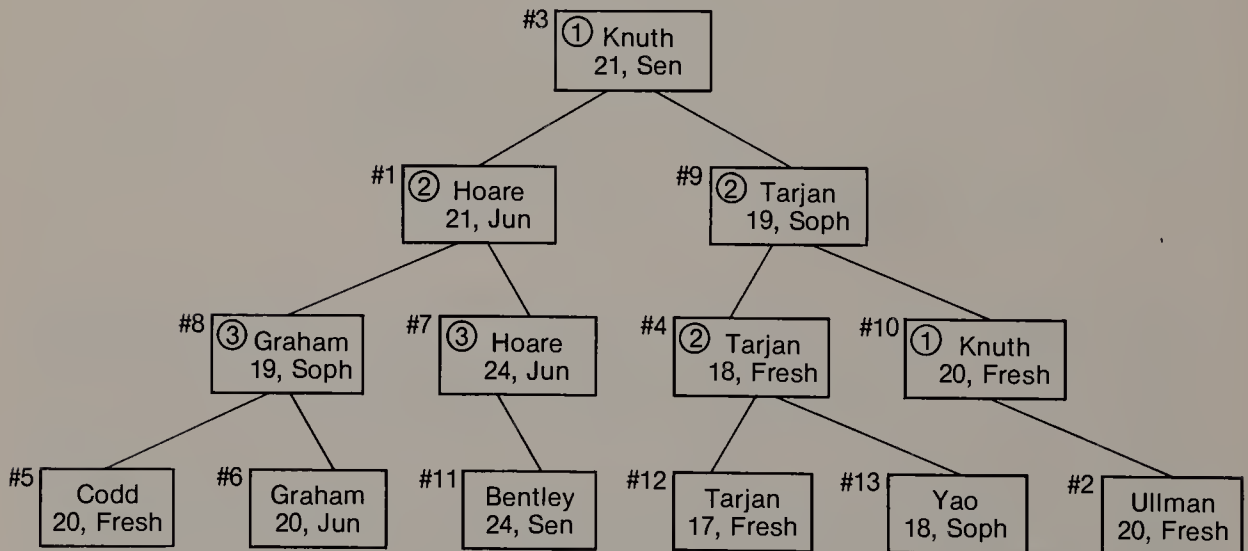 #3
① Knuth
21, Sen
#1
② Hoare
21, Jun
#9
② Tarjan
19, Soph
#8
③ Graham
19, Soph
#7
③ Hoare
24, Jun
#4
② Tarjan
18, Fresh
#10
① Knuth
20, Fresh
#5
Codd
20, Fresh
#6
Graham
20, Jun
#11
Bentley
24, Sen
#12
Tarjan
17, Fresh
#13
Yao
18, Soph
#2
Ullman
20, Fresh